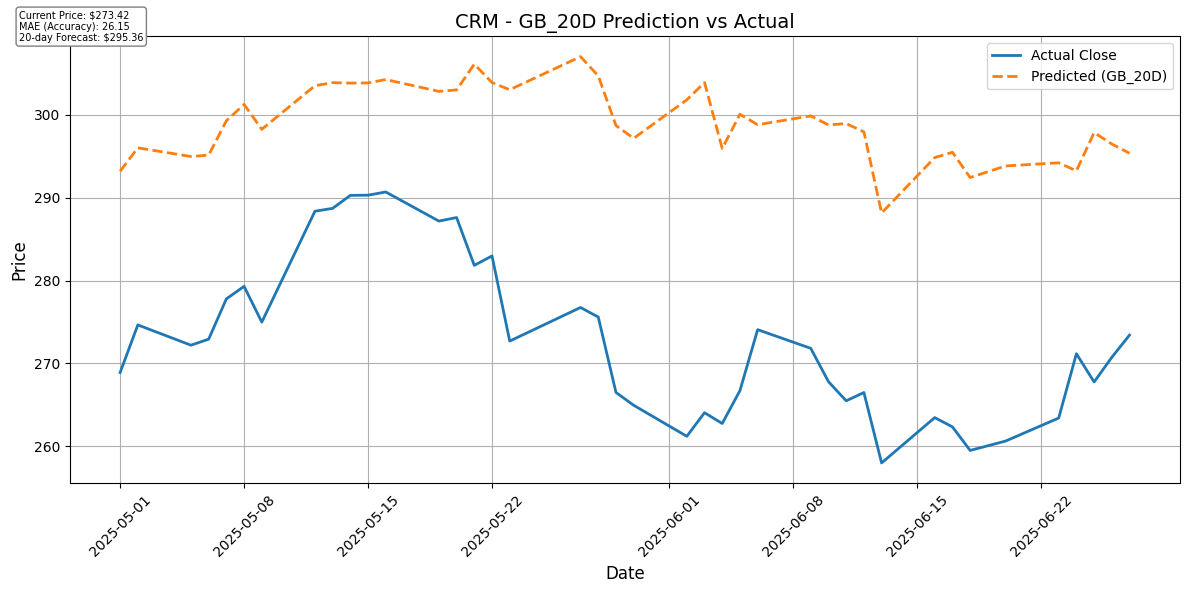 CRM - GB_20D Prediction vs Actual
Current Price: $273.42
MAE (Accuracy): 26.15
20-day Forecast: $295.36
Actual Close
Predicted (GB_20D)
Price
300
290
280
270
260
2025-05-01
2025-05-08
2025-05-15
2025-05-22
2025-06-01
2025-06-08
2025-06-15
2025-06-22
Date